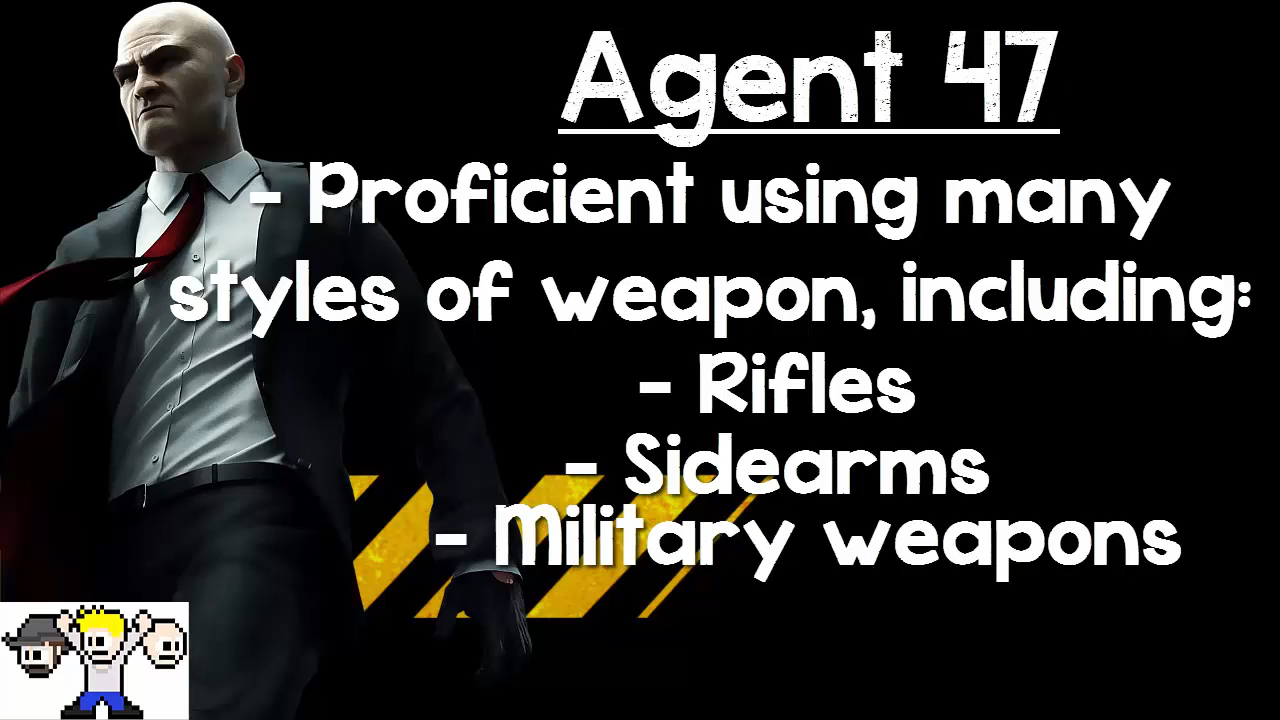 Agent 47
- Proficient using many
styles of weapon, including:
- Rifles
- Sidearms
- Military weapons